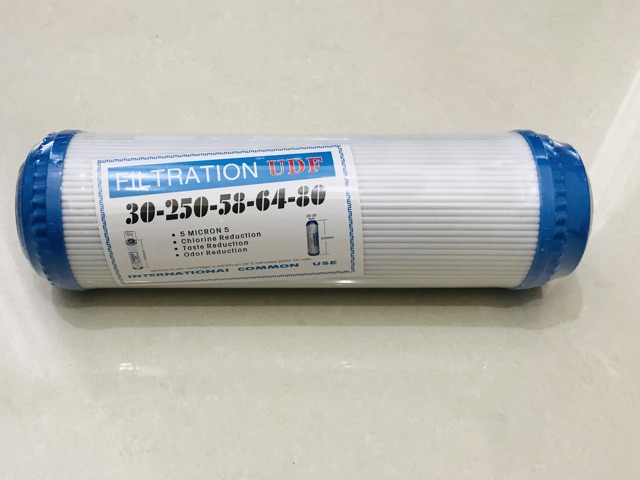 FILTRATION UDF
30-250-58-64-80
• 5 MICRON 5
• Chlorine Reduction
• Taste Reduction
• Odor Reduction
INTERNATIONAL COMMON USE